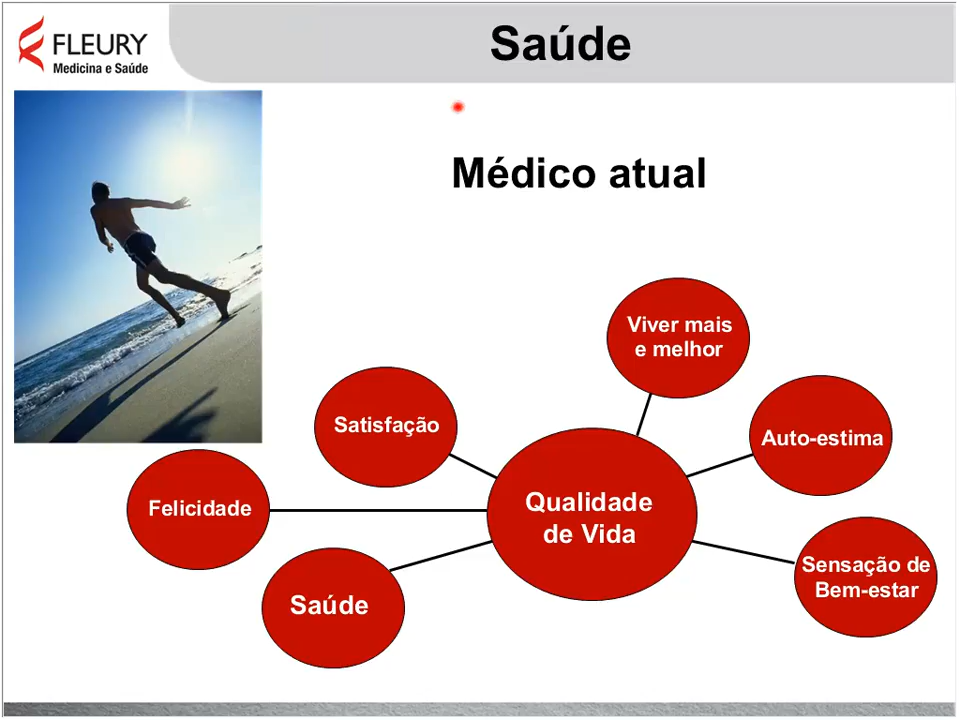 FLEURY
Medicina e Saúde
Saúde
Médico atual
Viver mais
e melhor
Satisfação
Auto-estima
Felicidade
Qualidade
de Vida
Sensação de
Bem-estar
Saúde